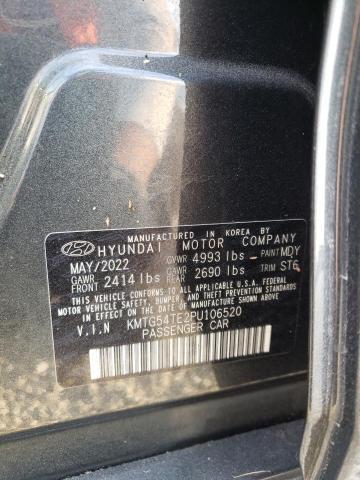 MANUFACTURED IN KOREA BY
HYUNDAI MOTOR COMPANY
MAY/2022 GVWR 4993 lbs PAINT MDY
GAWR FRONT 2414 lbs GAWR REAR 2690 lbs TRIM ST6
THIS VEHICLE CONFORMS TO ALL APPLICABLE U.S.A. FEDERAL
MOTOR VEHICLE SAFETY, BUMPER, AND THEFT PREVENTION
STANDARDS IN EFFECT ON THE DATE OF MANUFACTURE SHOWN ABOVE.
V.I.N KMTG54TE2PU106520
PASSENGER CAR